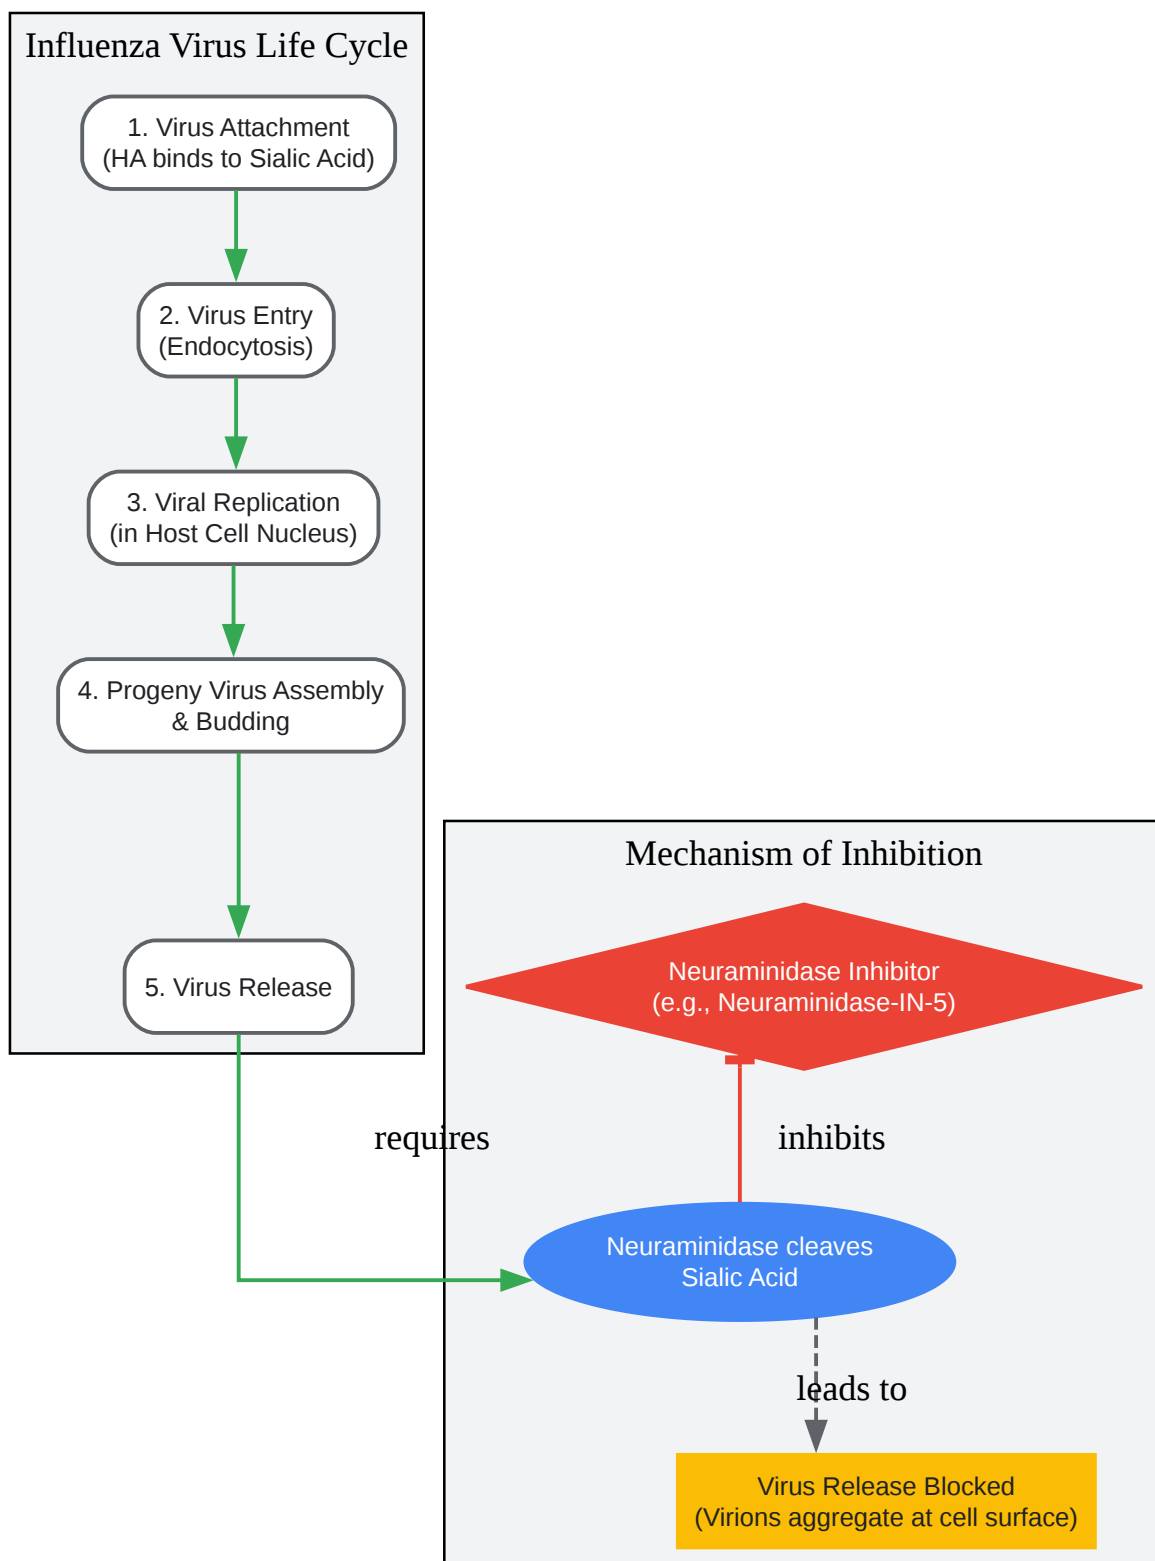 Influenza Virus Life Cycle
1. Virus Attachment
(HA binds to Sialic Acid)
2. Virus Entry
(Endocytosis)
3. Viral Replication
(in Host Cell Nucleus)
4. Progeny Virus Assembly
& Budding
5. Virus Release
Mechanism of Inhibition
Neuraminidase Inhibitor
(e.g., Neuraminidase-IN-5)
requires
inhibits
Neuraminidase cleaves
Sialic Acid
leads to
Virus Release Blocked
(Virions aggregate at cell surface)